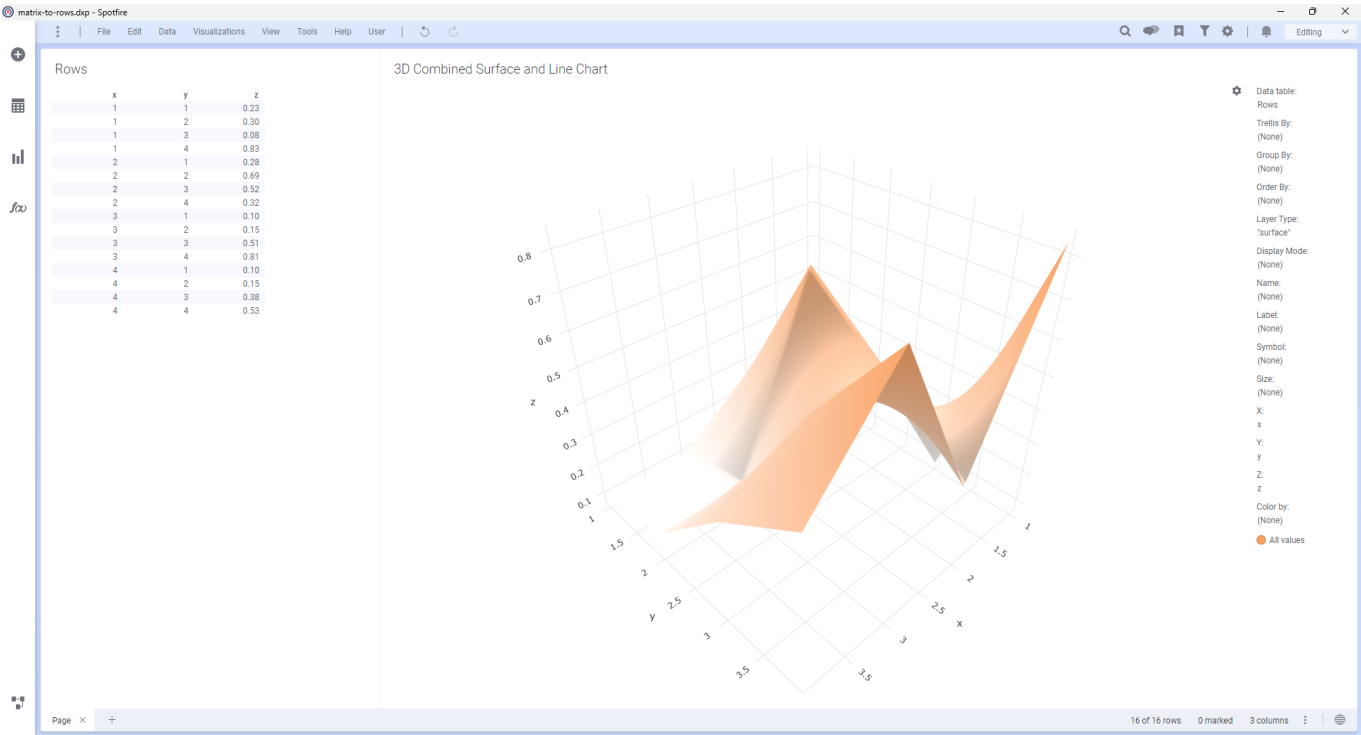 matrix-to-rows.dxp - Spotfire
File Edit Data Visualizations View Tools Help User Editing
Rows
x y z
1 1 0.23
1 2 0.30
1 3 0.08
1 4 0.83
2 1 0.28
2 2 0.69
2 3 0.52
2 4 0.32
3 1 0.10
3 2 0.15
3 3 0.51
3 4 0.81
4 1 0.10
4 2 0.15
4 3 0.38
4 4 0.53
3D Combined Surface and Line Chart
0.8
0.7
0.6
0.5
z
0.4
0.3
0.2
0.1
1
1.5
2
2.5
y
3
3.5
1
1.5
2
2.5
x
3
3.5
Data table:
Rows
Trellis By:
(None)
Group By:
(None)
Order By:
(None)
Layer Type:
"surface"
Display Mode:
(None)
Name:
(None)
Label:
(None)
Symbol:
(None)
Size:
(None)
X:
x
Y:
y
Z:
z
Color by:
(None)
All values
f(x)
Page
16 of 16 rows 0 marked 3 columns